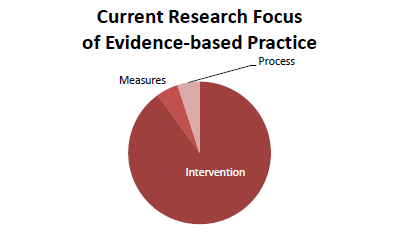 Current Research Focus
of Evidence-based Practice
Process
Measures
Intervention